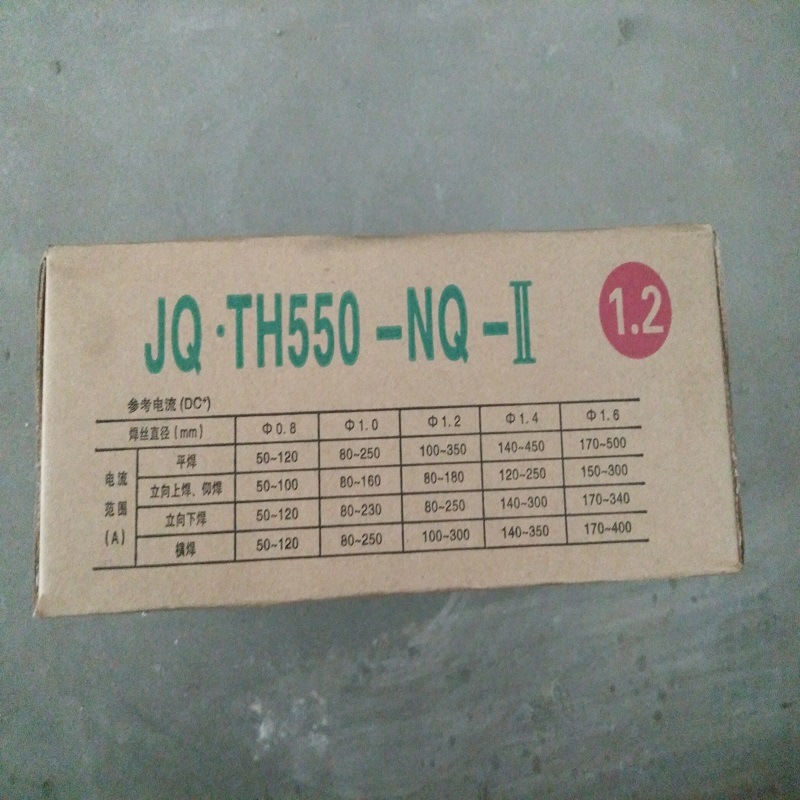 JQ·TH550-NQ-Ⅱ
1.2
参考电流(DC⁺)
焊丝直径(mm) Φ0.8 Φ1.0 Φ1.2 Φ1.4 Φ1.6
电流范围(A)
平焊 50~120 80~250 100~350 140~450 170~500
立向上焊、仰焊 50~100 80~160 80~180 120~250 150~300
立向下焊 50~120 80~230 80~250 140~300 170~340
横焊 50~120 80~250 100~300 140~350 170~400